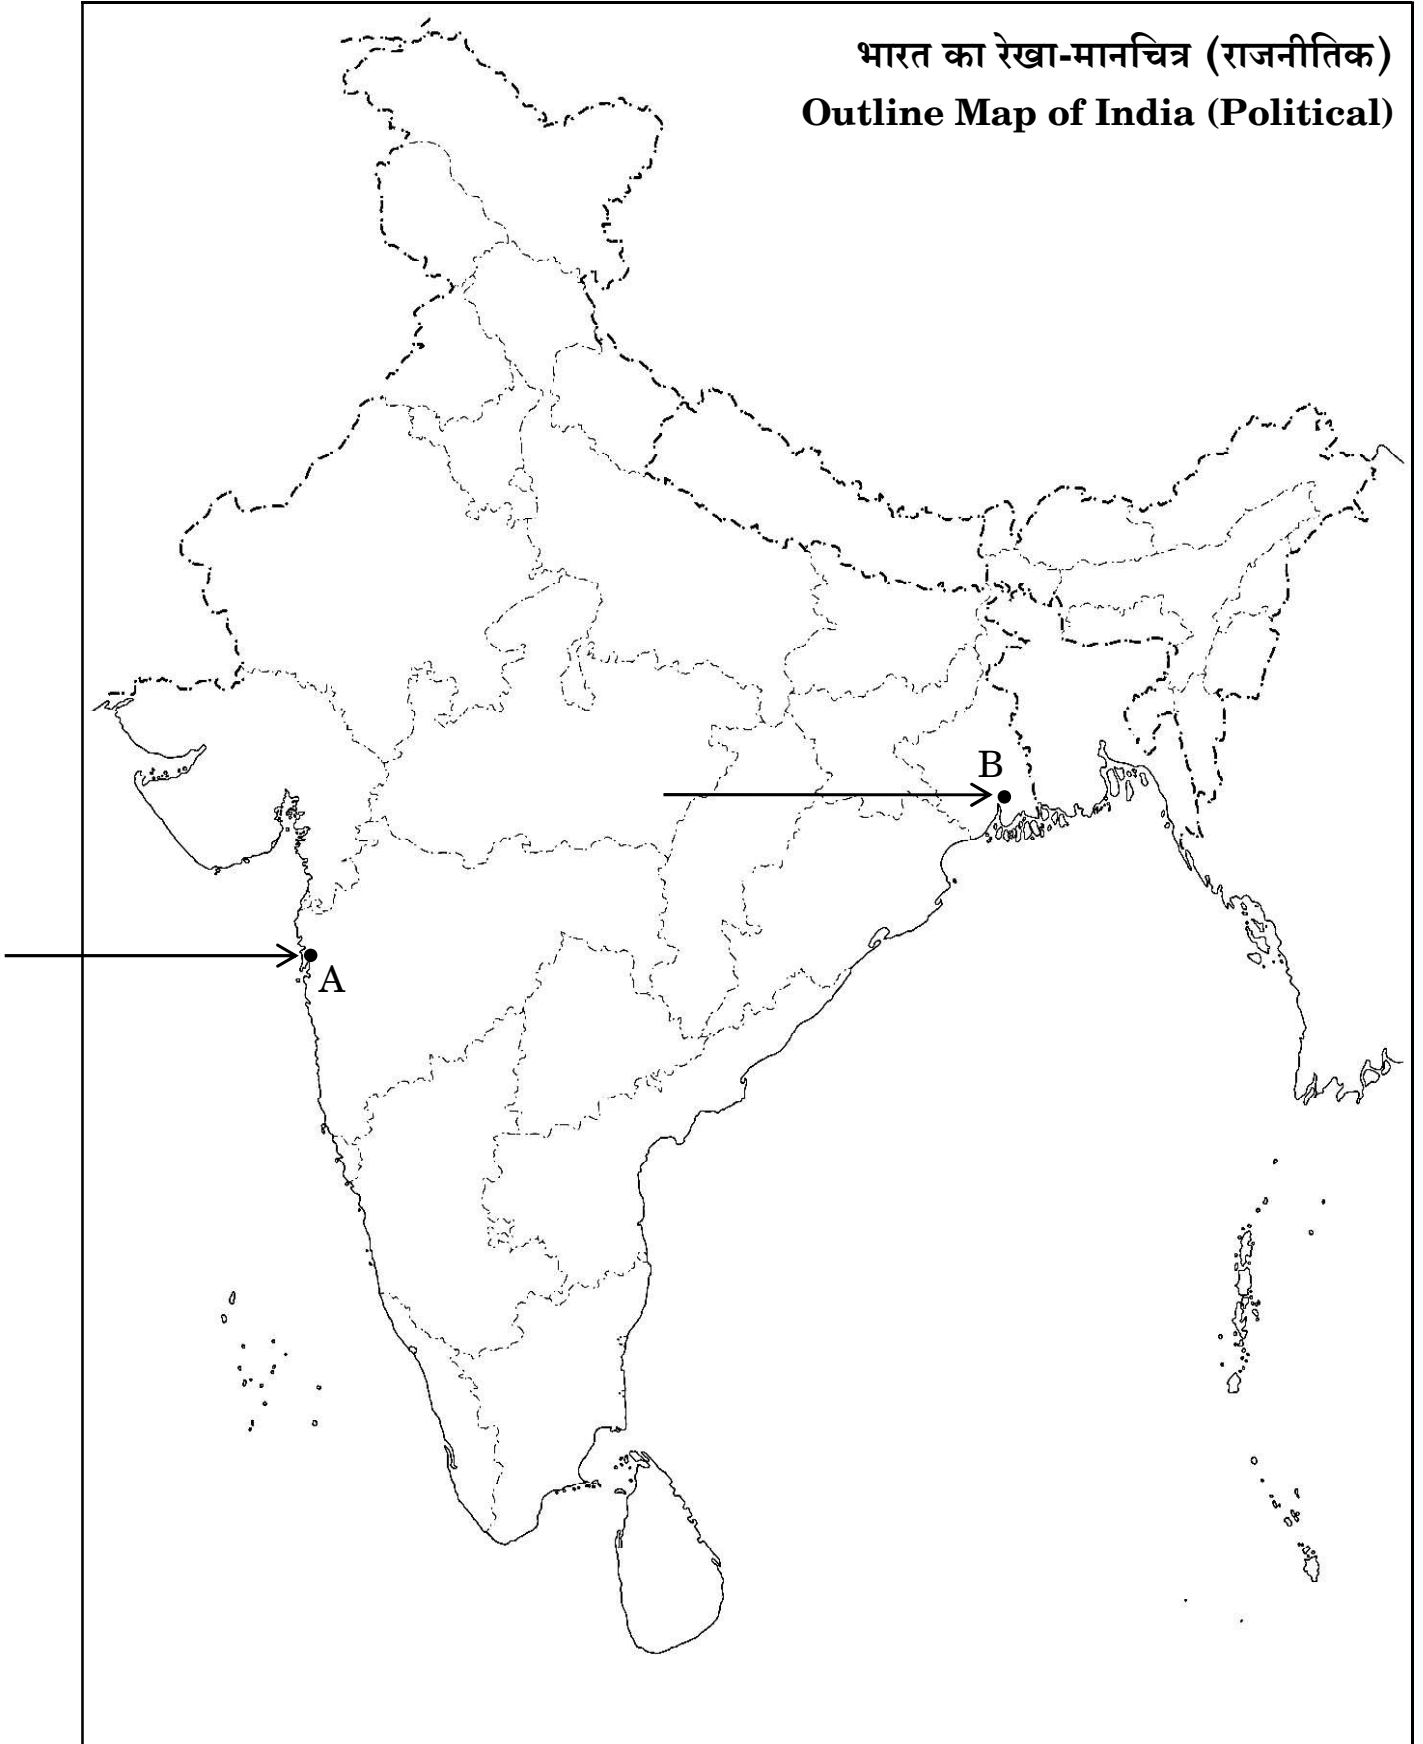 भारत का रेखा-मानचित्र (राजनीतिक)
Outline Map of India (Political)
B
A